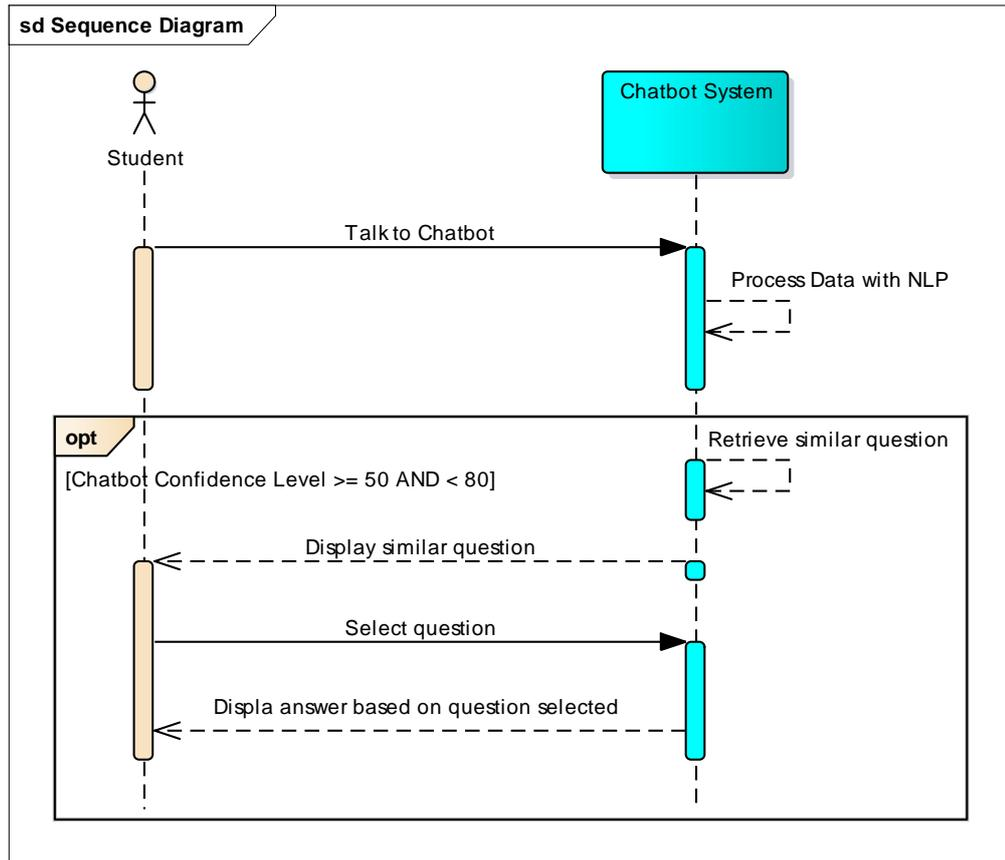 sd Sequence Diagram
Student
Chatbot System
Talk to Chatbot
Process Data with NLP
opt
Retrieve similar question
[Chatbot Confidence Level >= 50 AND < 80]
Display similar question
Select question
Displa answer based on question selected